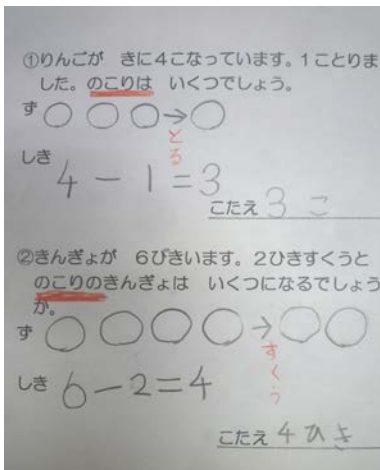 ①りんごが きに4こなっています。1ことりま
した。のこりは いくつでしょう。
ず ○ ○ ○→○
とる
しき 4－1＝3
こたえ 3 こ
②きんぎょが 6ぴきいます。2ひきすくうと
のこりのきんぎょは いくつになるでしょう
か。
ず ○ ○ ○ ○→○○
すくう
しき 6－2＝4
こたえ 4 ひき